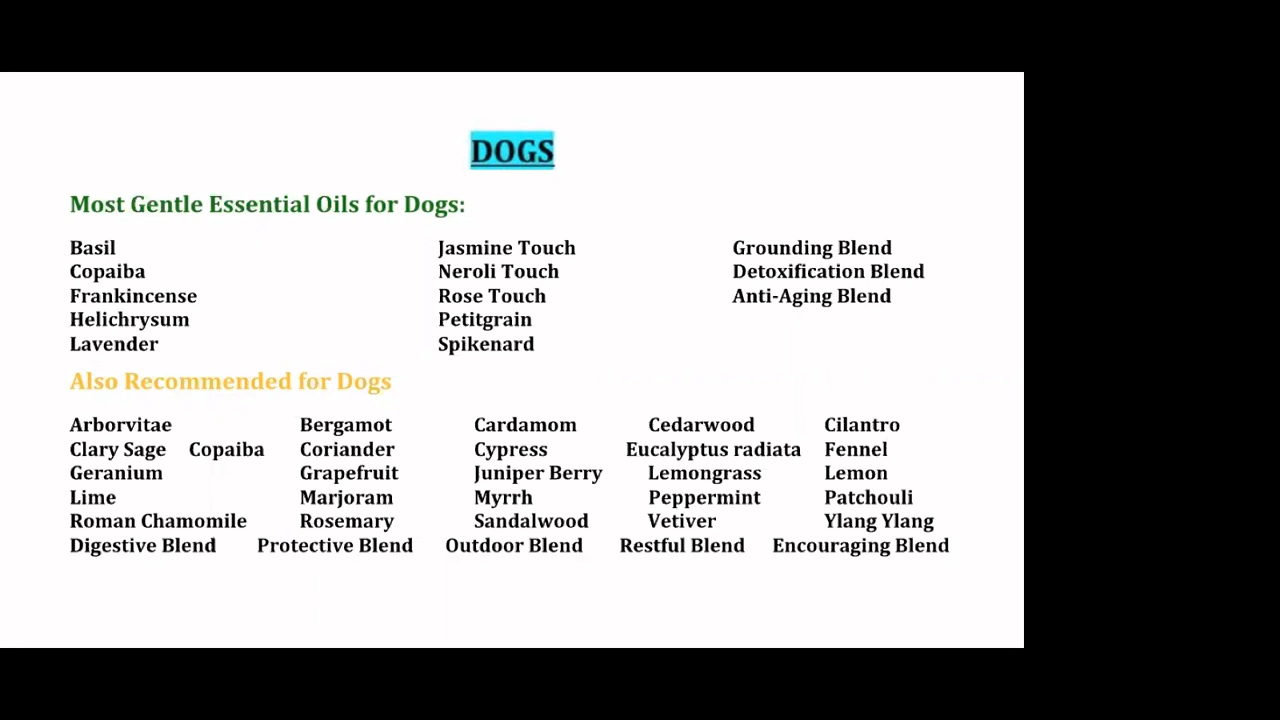 DOGS
Most Gentle Essential Oils for Dogs:
Basil Jasmine Touch Grounding Blend
Copaiba Neroli Touch Detoxification Blend
Frankincense Rose Touch Anti-Aging Blend
Helichrysum Petitgrain
Lavender Spikenard
Also Recommended for Dogs
Arborvitae Bergamot Cardamom Cedarwood Cilantro
Clary Sage Copaiba Coriander Cypress Eucalyptus radiata Fennel
Geranium Grapefruit Juniper Berry Lemongrass Lemon
Lime Marjoram Myrrh Peppermint Patchouli
Roman Chamomile Rosemary Sandalwood Vetiver Ylang Ylang
Digestive Blend Protective Blend Outdoor Blend Restful Blend Encouraging Blend